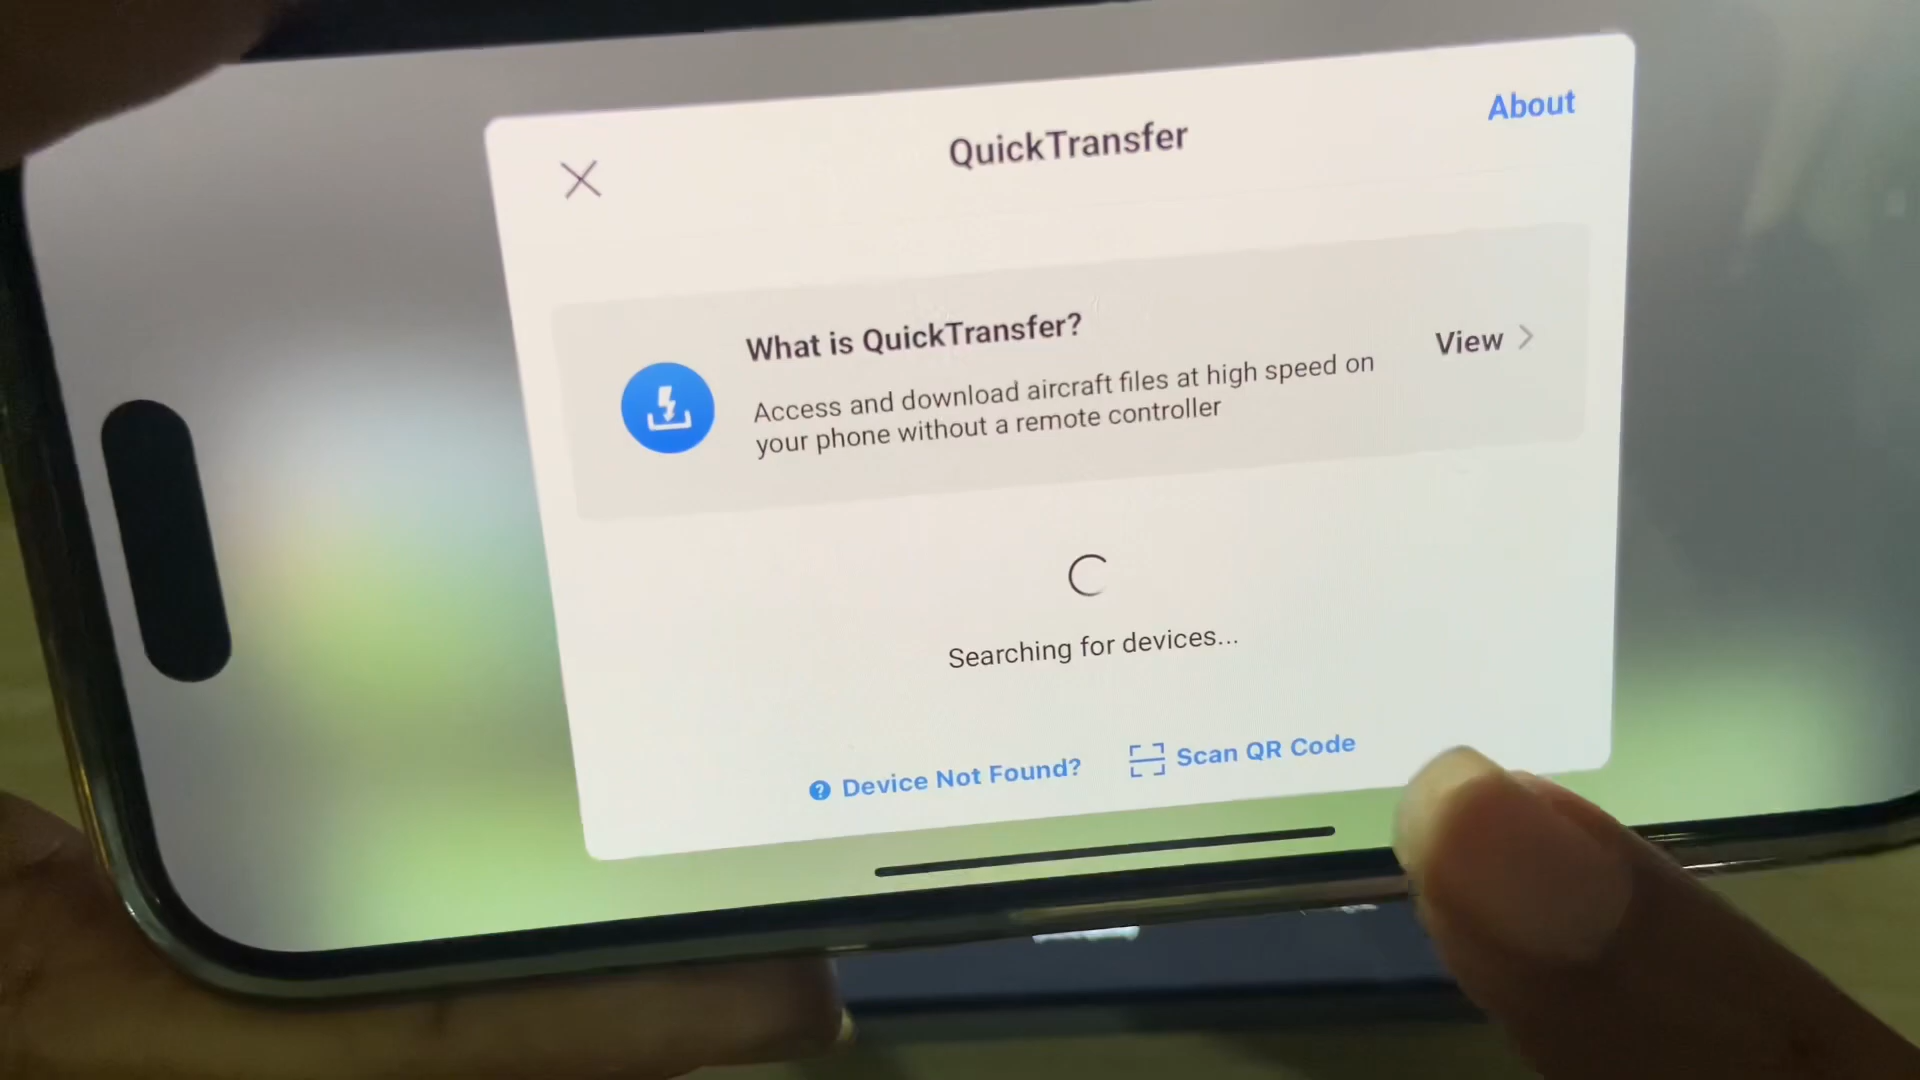 QuickTransfer
About
What is QuickTransfer?
Access and download aircraft files at high speed on
your phone without a remote controller
View
Searching for devices...
Device Not Found?
Scan QR Code